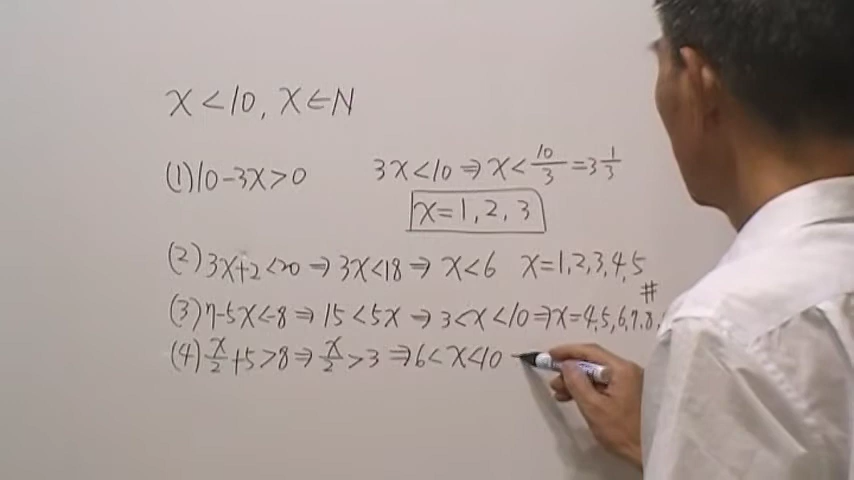 x<10, x∈N
(1)10-3x>0 3x<10⇒x<10/3=3 1/3
x=1,2,3
(2)3x+2<20⇒3x<18⇒x<6 x=1,2,3,4,5
#
(3)7-5x<-8⇒15<5x⇒3<x<10⇒x=4,5,6,7,8,
(4)x/2+5>8⇒x/2>3⇒6<x<10